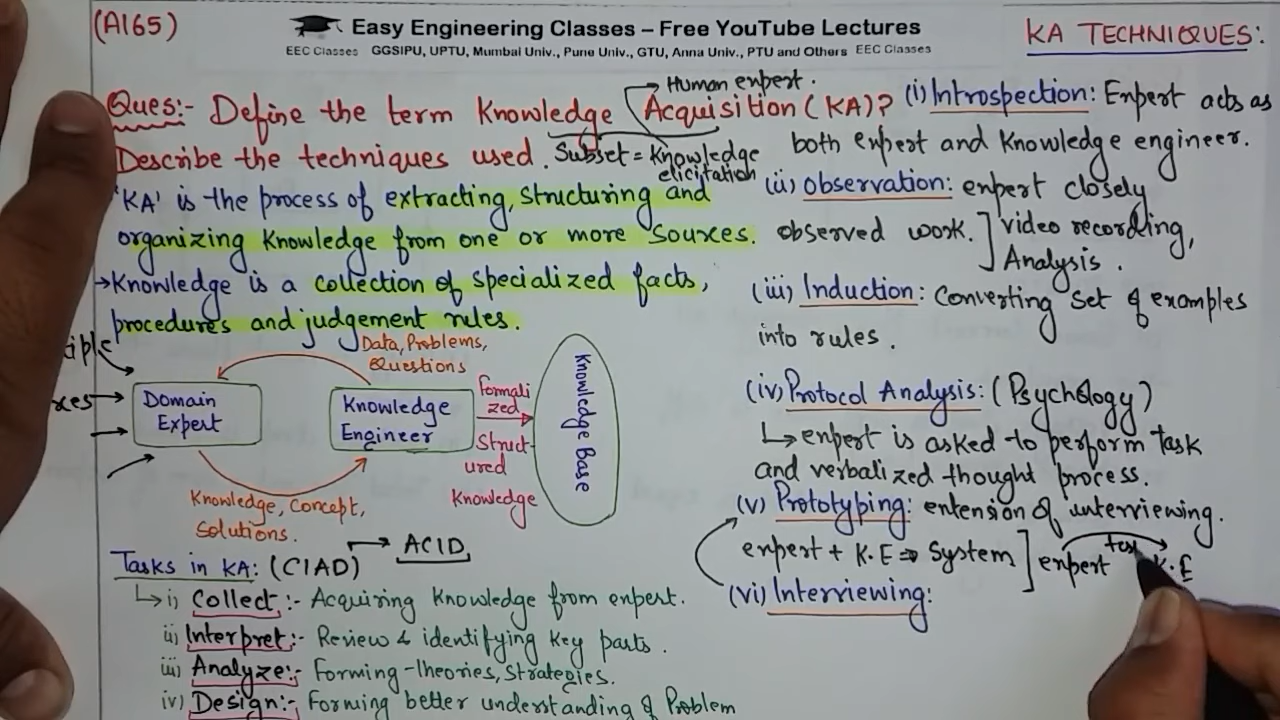 (AI65)
Easy Engineering Classes – Free YouTube Lectures
EEC Classes GGSIPU, UPTU, Mumbai Univ., Pune Univ., GTU, Anna Univ., PTU and Others EEC Classes
Human expert.
Ques:- Define the term Knowledge Acquisition (KA)?
Describe the techniques used. Subset = Knowledge
elicitation
'KA' is the process of extracting, structuring and
organizing Knowledge from one or more sources.
→Knowledge is a collection of specialized facts,
procedures and judgement rules.
Data, Problems,
Questions
Domain
Expert
Knowledge
Engineer
Formali
zed
Struct-
ured
Knowledge
Knowledge Base
Knowledge, Concept,
Solutions.
Tasks in KA: (CIAD) → ACID
i) Collect:- Acquiring Knowledge from expert.
ii) Interpret:- Review & identifying Key parts.
iii) Analyze:- Forming theories, Strategies.
iv) Design:- Forming better understanding of Problem
KA TECHNIQUES:
(i) Introspection: Expert acts as
both expert and Knowledge engineer.
(ii) Observation: expert closely
observed work. ] video recording,
Analysis.
(iii) Induction: Converting set of examples
into rules.
(iv) Protocol Analysis: (Psychology)
↳ expert is asked to perform task
and verbalized thought process.
(v) Prototyping: extension of interviewing.
expert + K.E ⇒ System ] expert K.E
(vi) Interviewing: